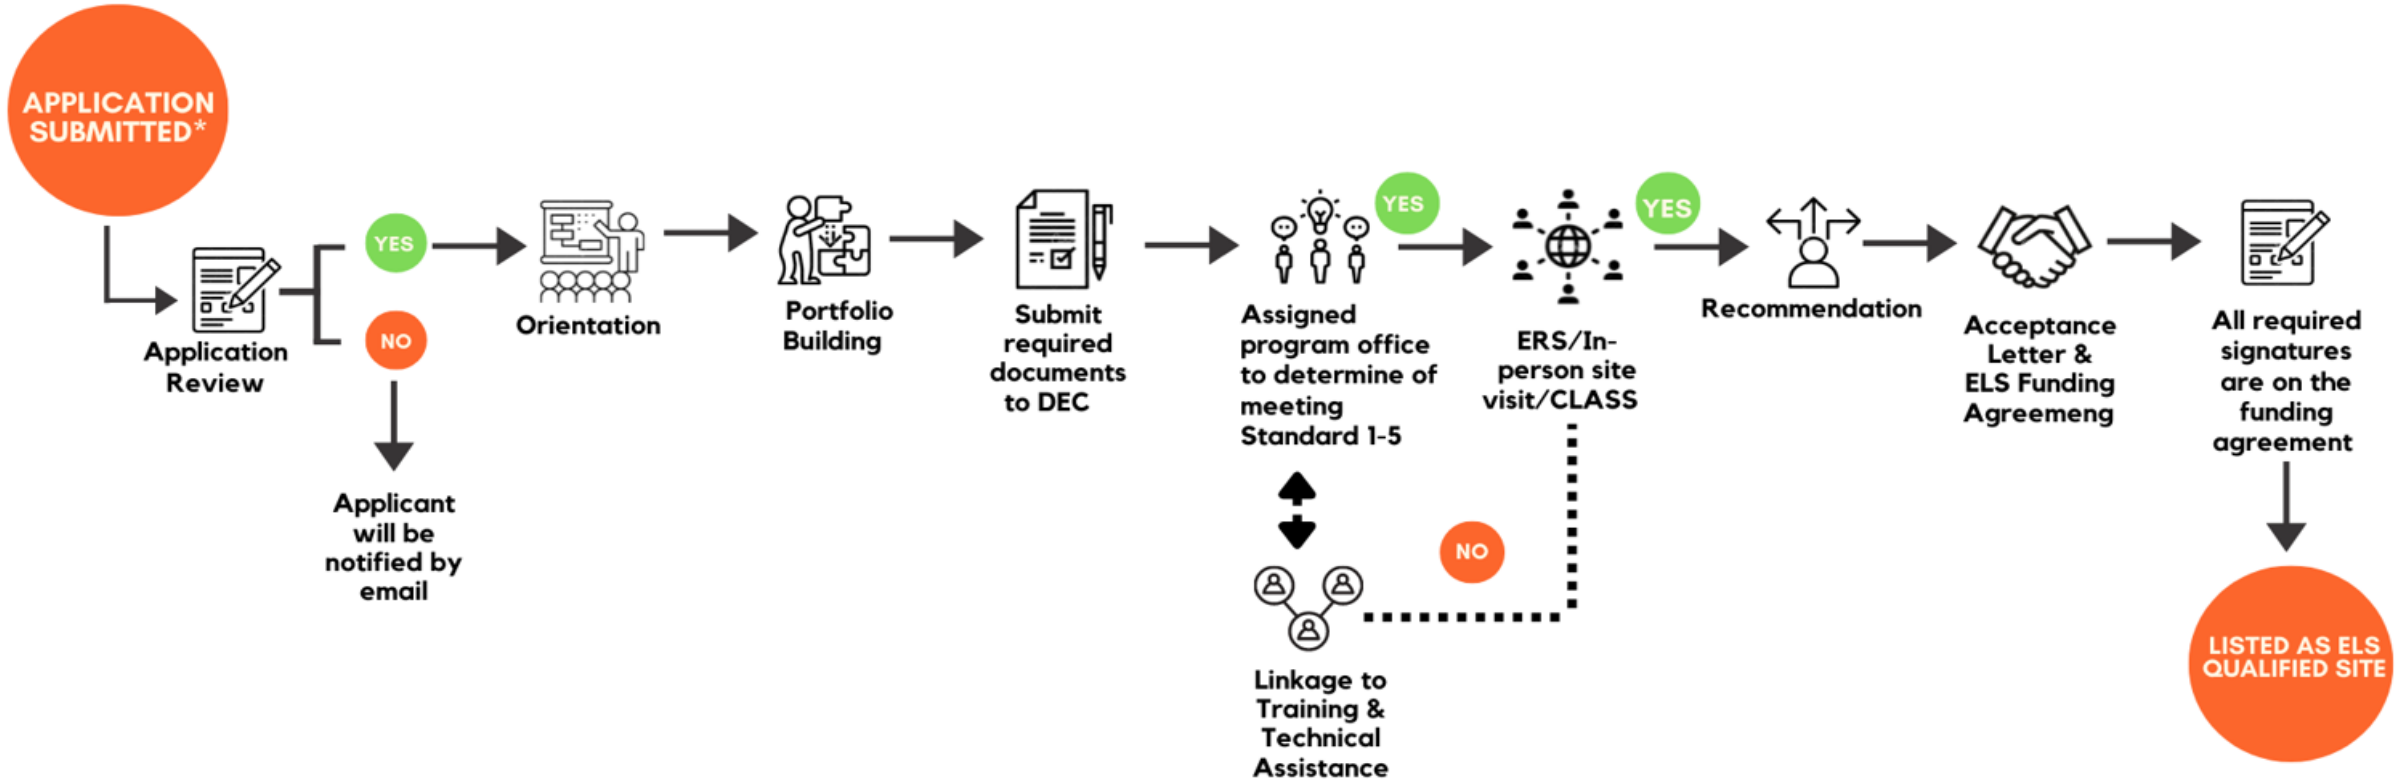 APPLICATION
SUBMITTED*
Application
Review
YES
NO
Applicant
will be
notified by
email
Orientation
Portfolio
Building
Submit
required
documents
to DEC
Assigned
program office
to determine of
meeting
Standard 1-5
YES
Linkage to
Training &
Technical
Assistance
NO
ERS/In-
person site
visit/CLASS
YES
Recommendation
Acceptance
Letter &
ELS Funding
Agreemeng
All required
signatures
are on the
funding
agreement
LISTED AS ELS
QUALIFIED SITE